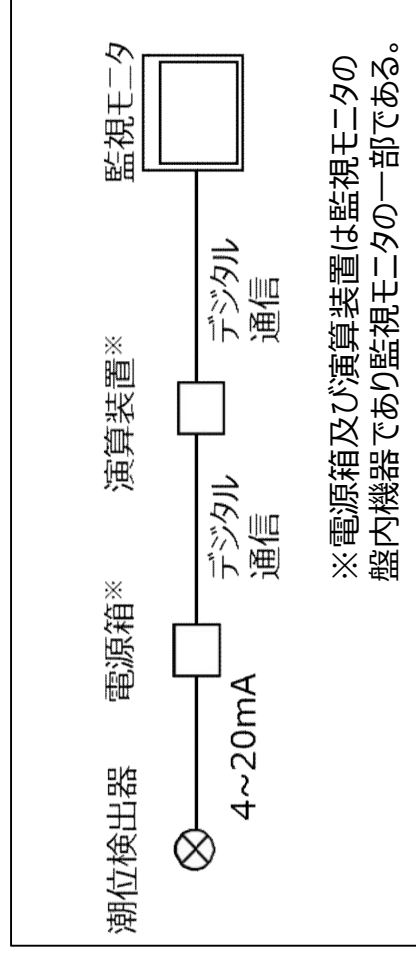 潮位検出器
電源箱※
演算装置※
監視モニタ
4~20mA
デジタル
通信
デジタル
通信
※電源箱及び演算装置は監視モニタの
盤内機器であり監視モニタの一部である。